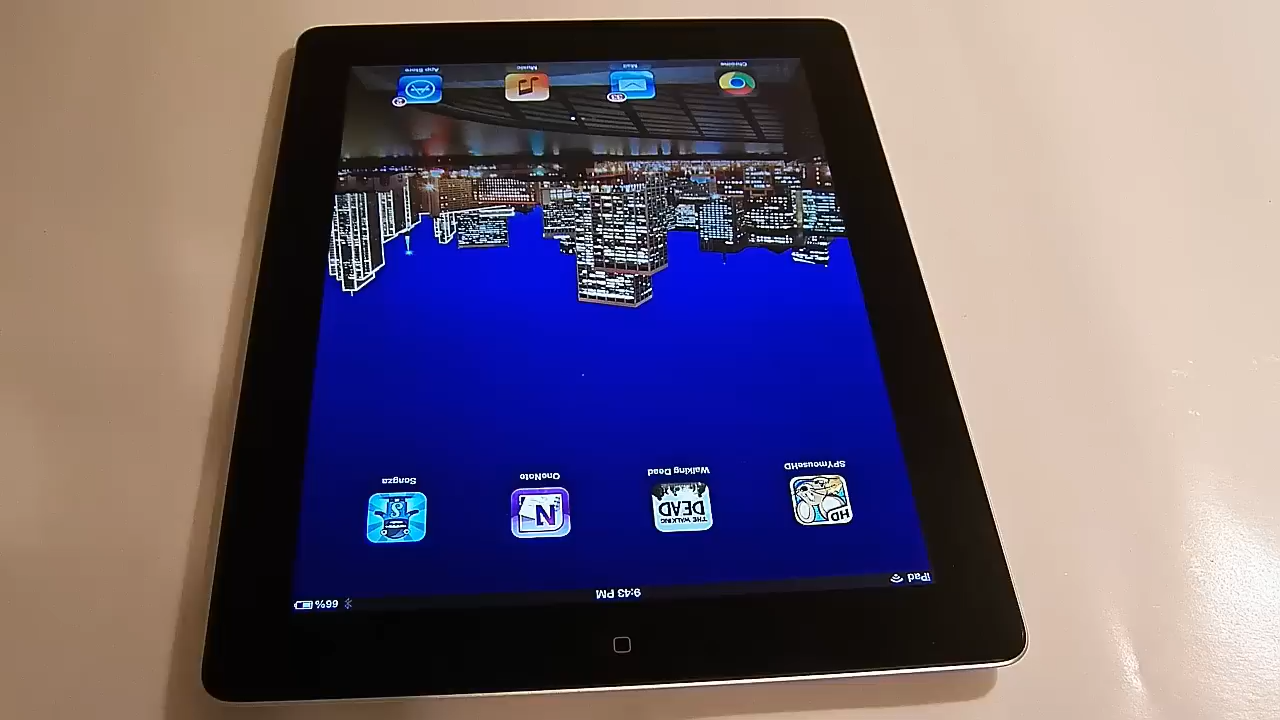 iPad 9:43 PM 66%
HD THE WALKING DEAD N S
SPYmouseHD Walking Dead OneNote Songza
Chrome Mail Music App Store